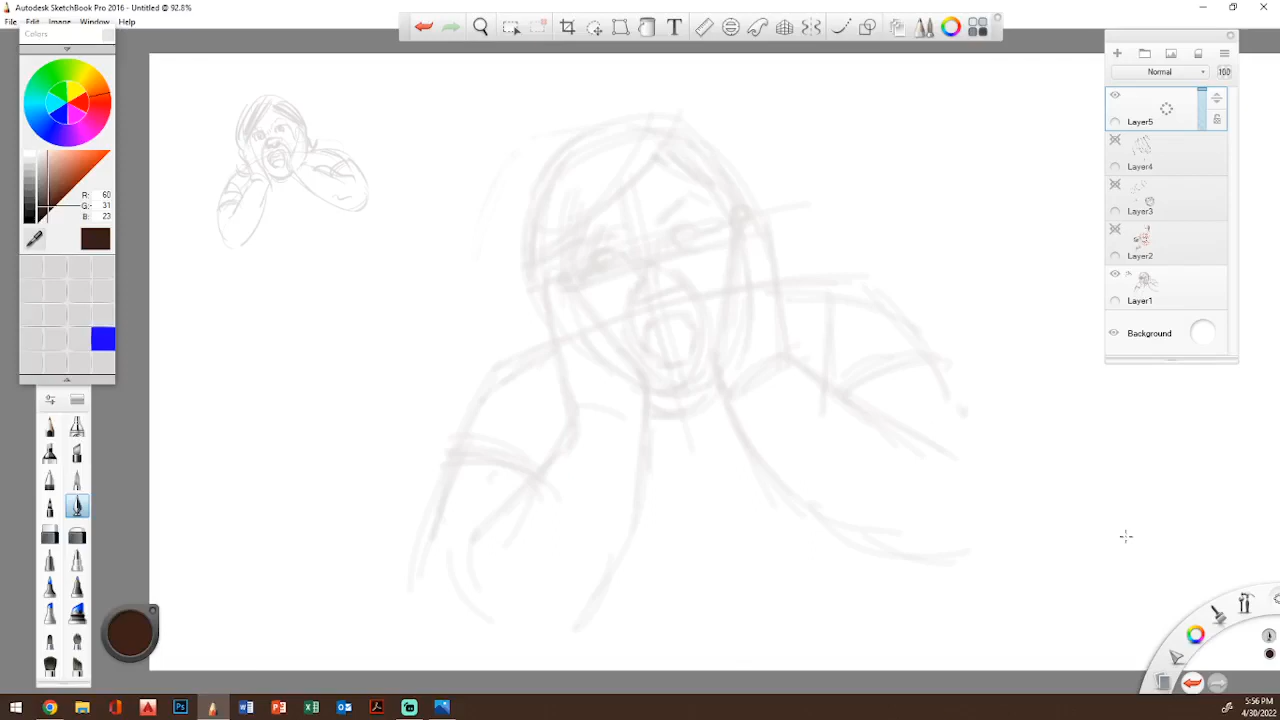 Autodesk SketchBook Pro 2016 - Untitled @ 92.8%
File Edit Image Window Help
Colors
R: 60
G: 31
B: 23
T
Normal 100
Layer5
Layer4
Layer3
Layer2
Layer1
Background
5:56 PM
4/30/2022